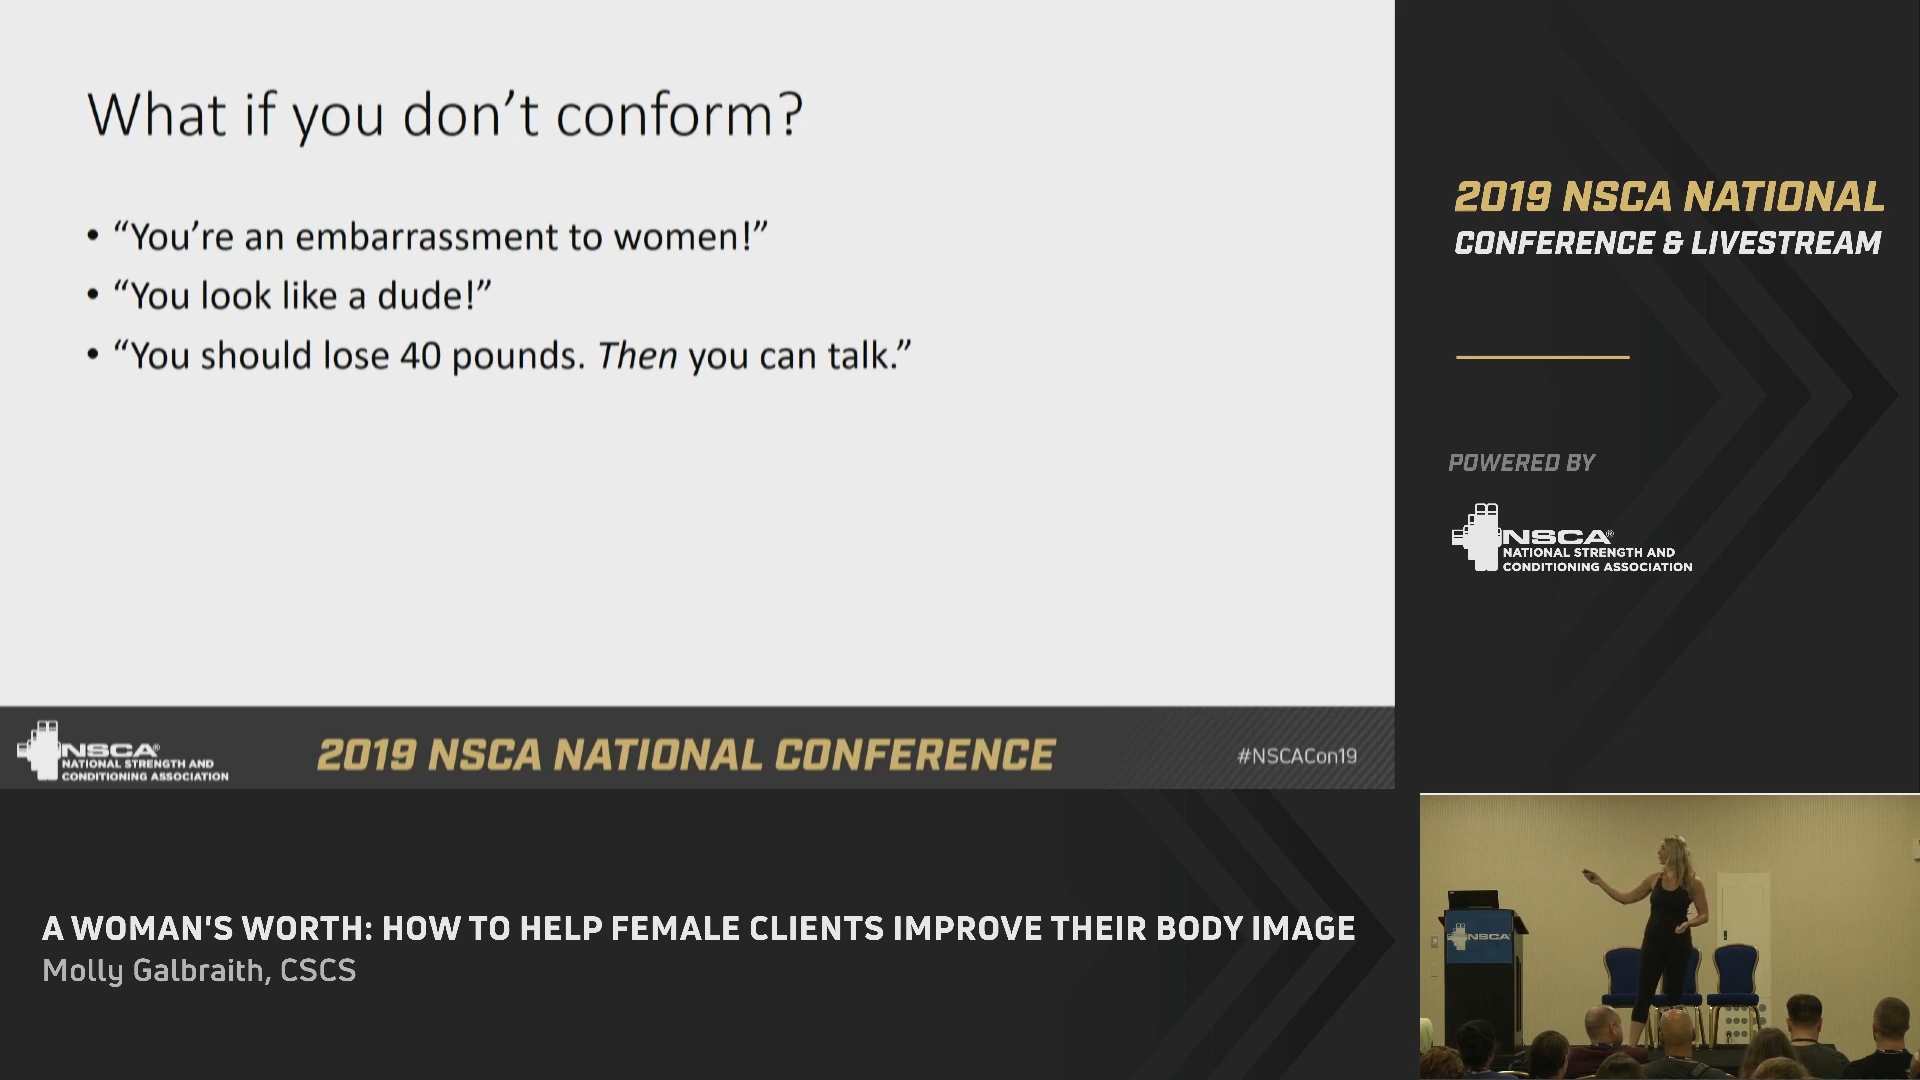 What if you don’t conform?
• “You’re an embarrassment to women!”
• “You look like a dude!”
• “You should lose 40 pounds. Then you can talk.”
NSCA®
NATIONAL STRENGTH AND
CONDITIONING ASSOCIATION
2019 NSCA NATIONAL CONFERENCE
#NSCACon19
2019 NSCA NATIONAL
CONFERENCE & LIVESTREAM
POWERED BY
NSCA®
NATIONAL STRENGTH AND
CONDITIONING ASSOCIATION
A WOMAN'S WORTH: HOW TO HELP FEMALE CLIENTS IMPROVE THEIR BODY IMAGE
Molly Galbraith, CSCS
NSCA